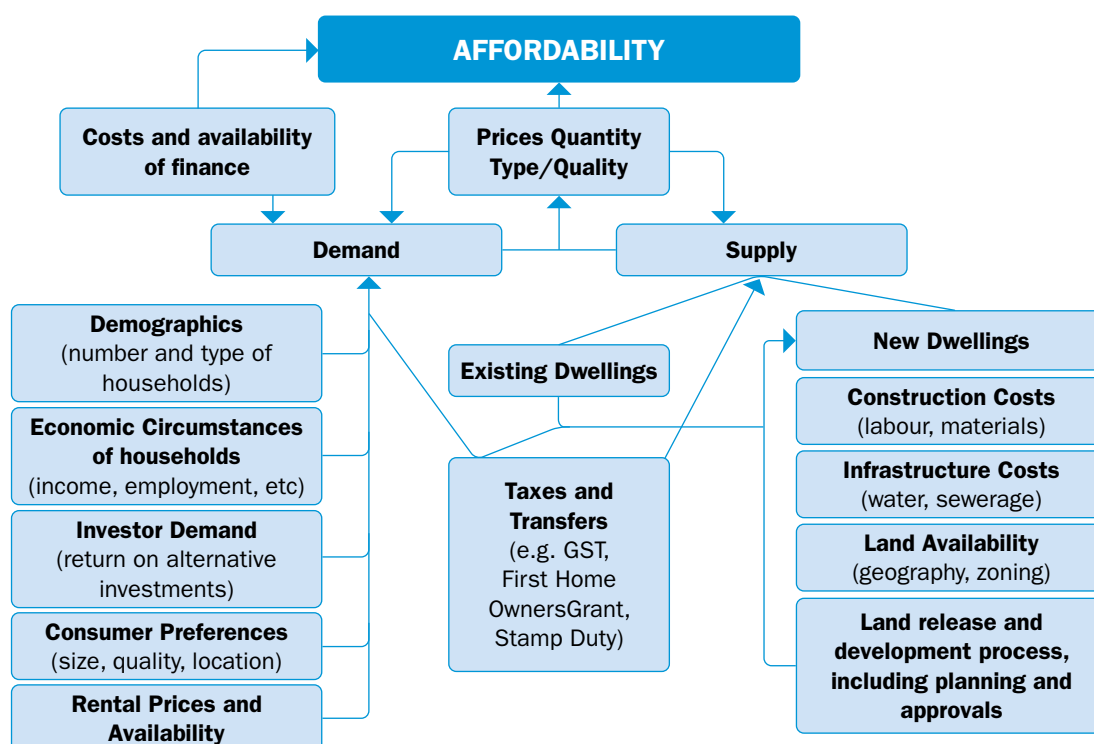 AFFORDABILITY
Costs and availability
of finance
Prices Quantity
Type/Quality
Demand
Supply
Demographics
(number and type of
households)
Economic Circumstances
of households
(income, employment, etc)
Investor Demand
(return on alternative
investments)
Consumer Preferences
(size, quality, location)
Rental Prices and
Availability
Existing Dwellings
Taxes and
Transfers
(e.g. GST,
First Home
OwnersGrant,
Stamp Duty)
New Dwellings
Construction Costs
(labour, materials)
Infrastructure Costs
(water, sewerage)
Land Availability
(geography, zoning)
Land release and
development process,
including planning and
approvals